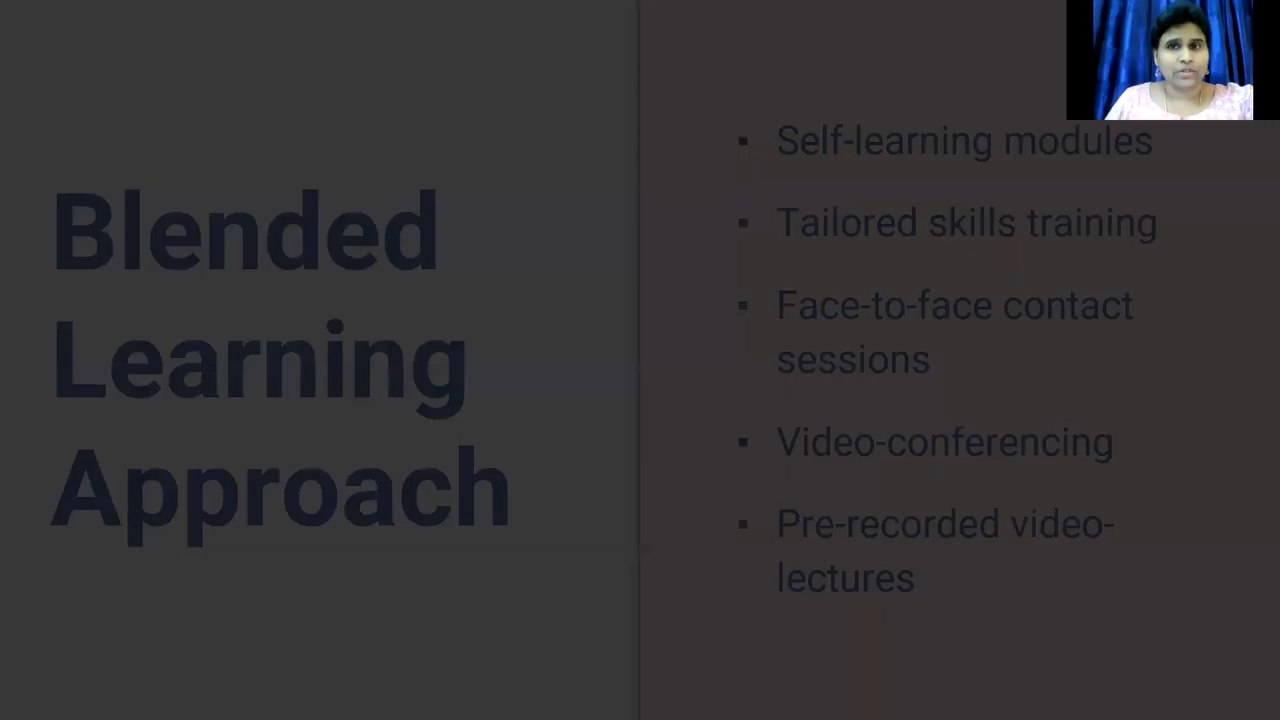 Blended
Learning
Approach
▪ Self-learning modules
▪ Tailored skills training
▪ Face-to-face contact
sessions
▪ Video-conferencing
▪ Pre-recorded video-
lectures